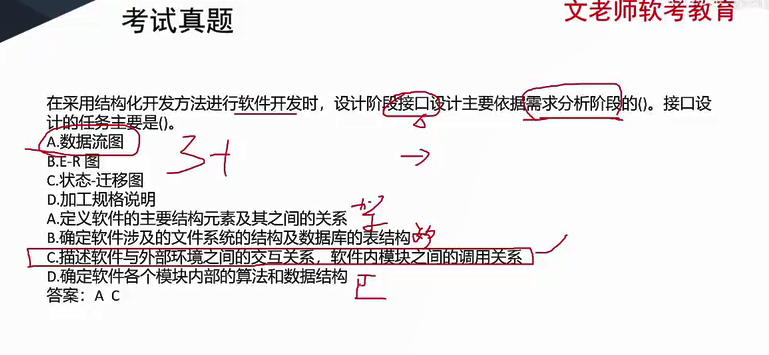 考试真题
文老师软考教育
在采用结构化开发方法进行软件开发时，设计阶段接口设计主要依据需求分析阶段的()。接口设
计的任务主要是()。
A.数据流图
B.E-R 图
C.状态-迁移图
D.加工规格说明
A.定义软件的主要结构元素及其之间的关系
B.确定软件涉及的文件系统的结构及数据库的表结构
C.描述软件与外部环境之间的交互关系，软件内模块之间的调用关系
D.确定软件各个模块内部的算法和数据结构
答案：A C